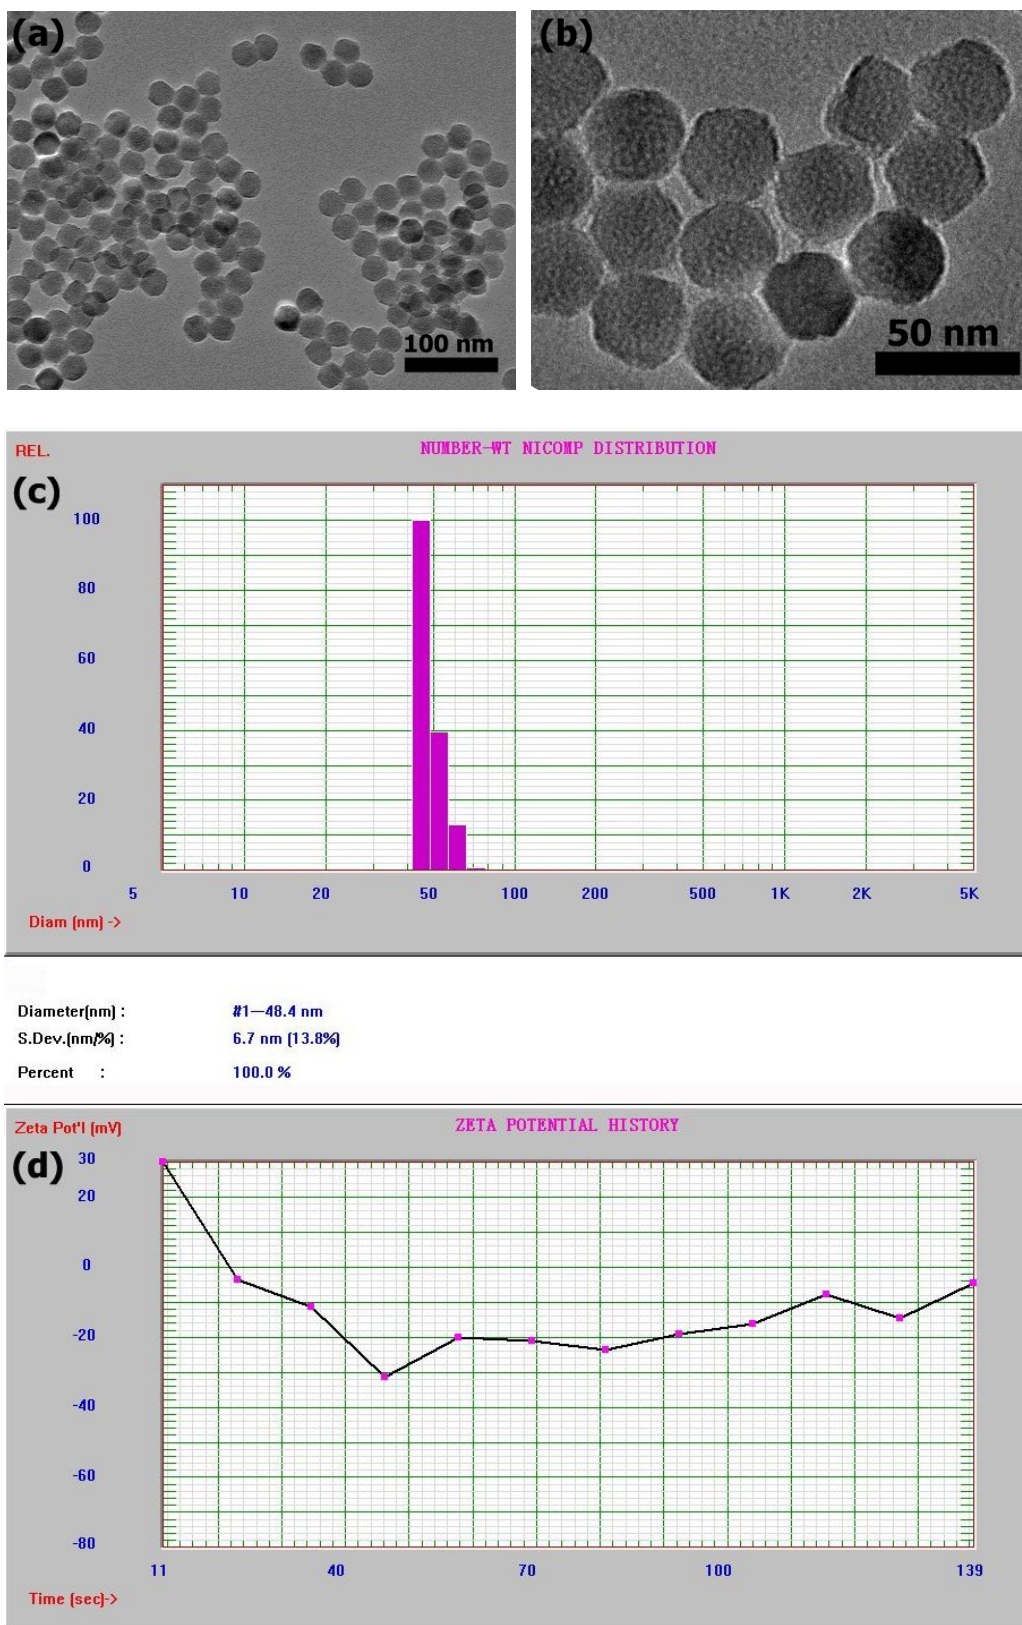 (a)
100 nm
(b)
50 nm
REL.
NUMBER-WT NICOMP DISTRIBUTION
(c)
100
80
60
40
20
0
5 10 20 50 100 200 500 1K 2K 5K
Diam (nm) ->
Diameter(nm) : #1—48.4 nm
S.Dev.(nm/%) : 6.7 nm (13.8%)
Percent : 100.0 %
Zeta Pot'l (mV)
ZETA POTENTIAL HISTORY
(d)
30
20
0
-20
-40
-60
-80
11 40 70 100 139
Time (sec)->